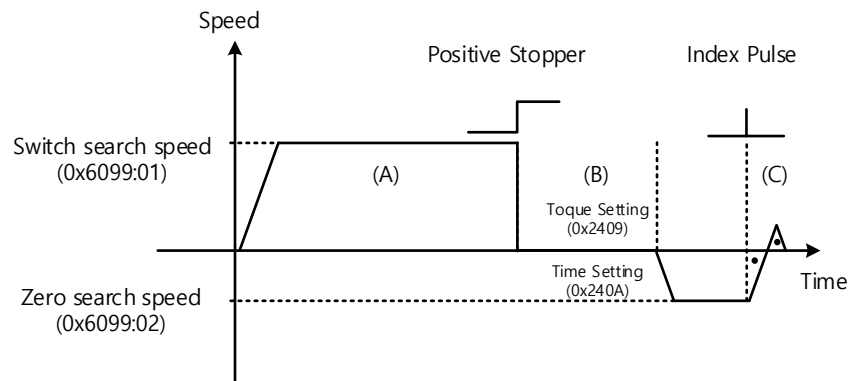 Speed
Positive Stopper
Index Pulse
Switch search speed
(0x6099:01)
(A)
(B)
(C)
Toque Setting
(0x2409)
Time Setting
(0x240A)
Time
Zero search speed
(0x6099:02)